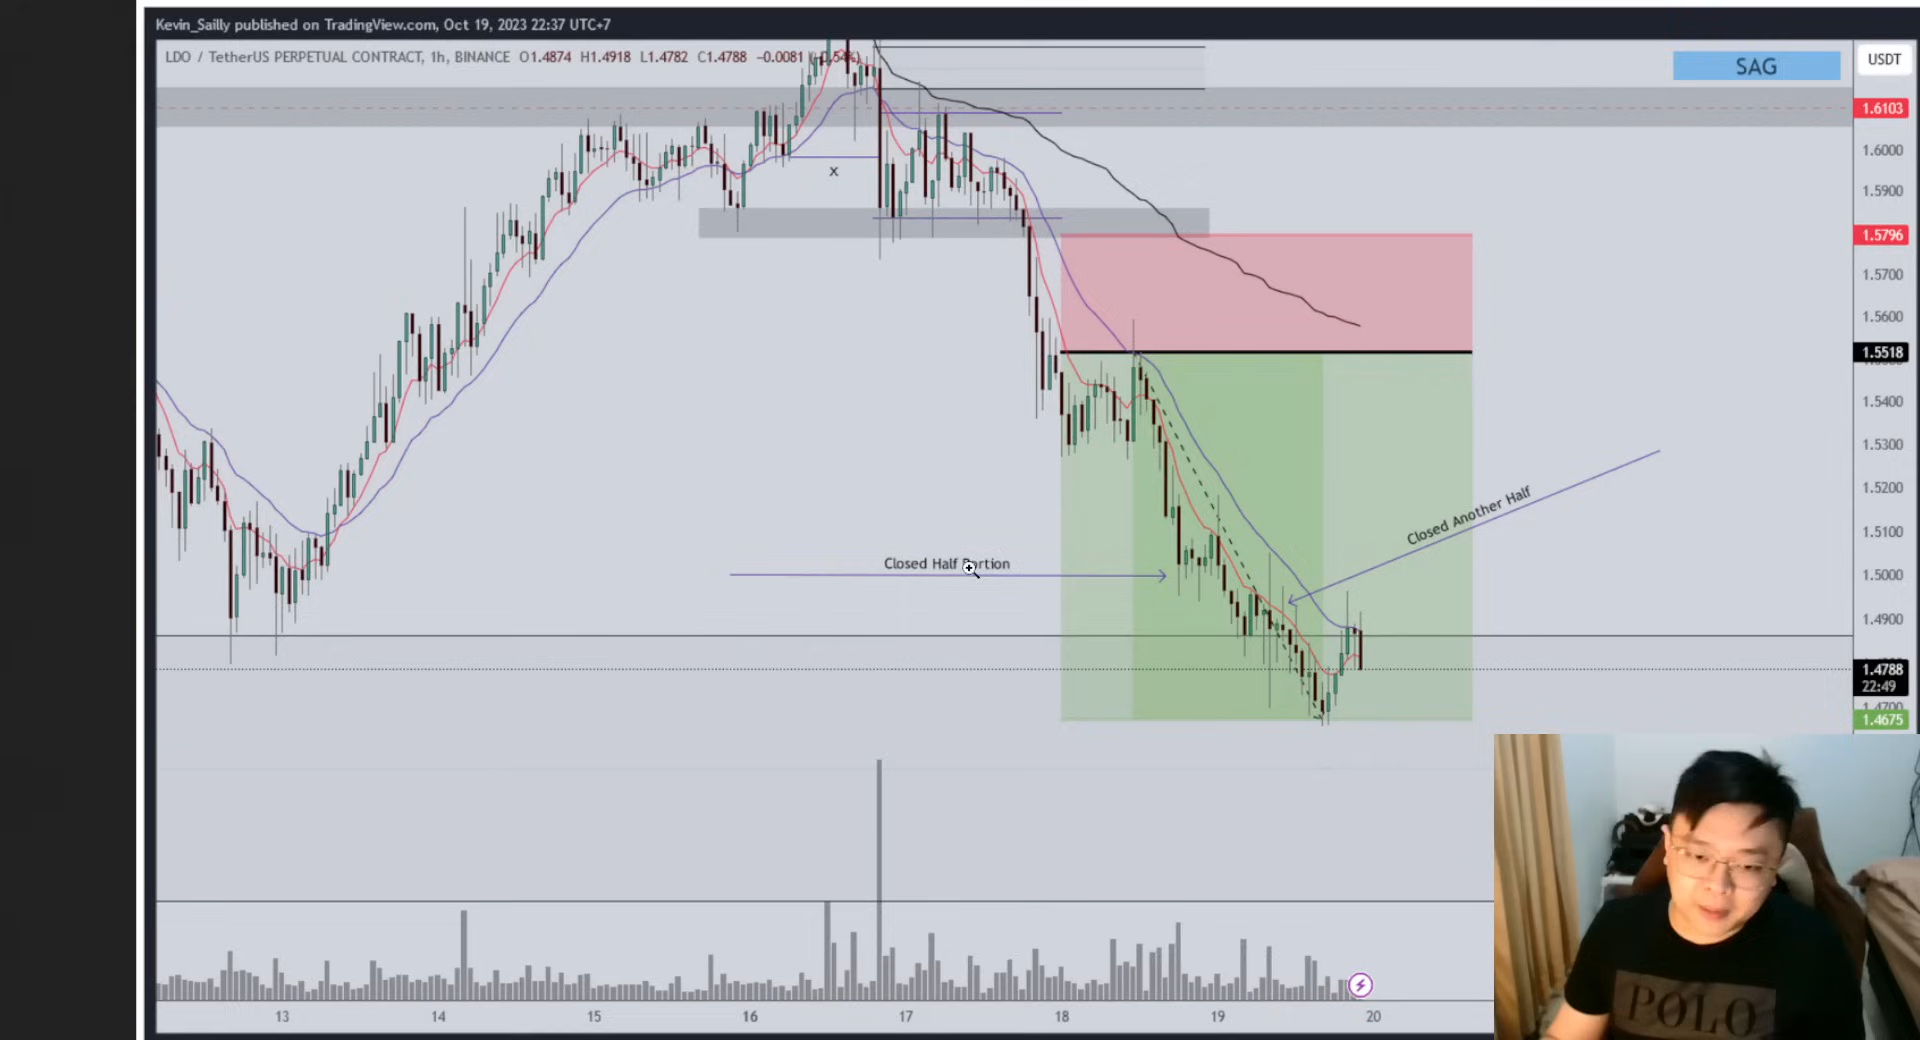 Kevin_Sailly published on TradingView.com, Oct 19, 2023 22:37 UTC+7
LDO / TetherUS PERPETUAL CONTRACT, 1h, BINANCE O1.4874 H1.4918 L1.4782 C1.4788 −0.0081 (−0.54%)
SAG
USDT
1.6103
1.6000
x
1.5900
1.5796
1.5700
1.5600
1.5518
1.5400
1.5300
1.5200
Closed Another Half
1.5100
Closed Half Portion
1.5000
1.4900
1.4788
22:49
1.4700
1.4675
13 14 15 16 17 18 19 20
POLO